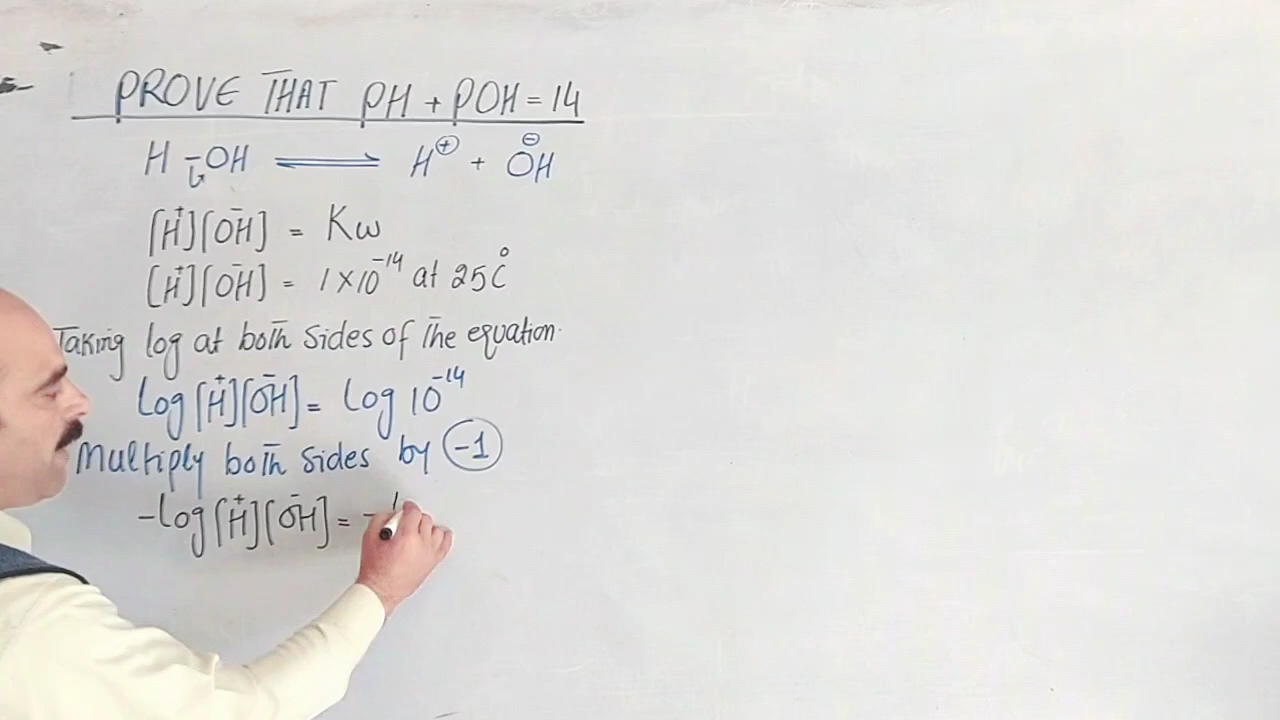 PROVE THAT PH + POH = 14
H - OH ⇌ H⊕ + O⊖H
[H⁺][OH⁻] = Kw
[H⁺][OH⁻] = 1×10⁻¹⁴ at 25°C
Taking log at both sides of the equation.
log [H⁺][OH⁻] = log 10⁻¹⁴
Multiply both sides by -1
-log [H⁺][OH⁻] = - l